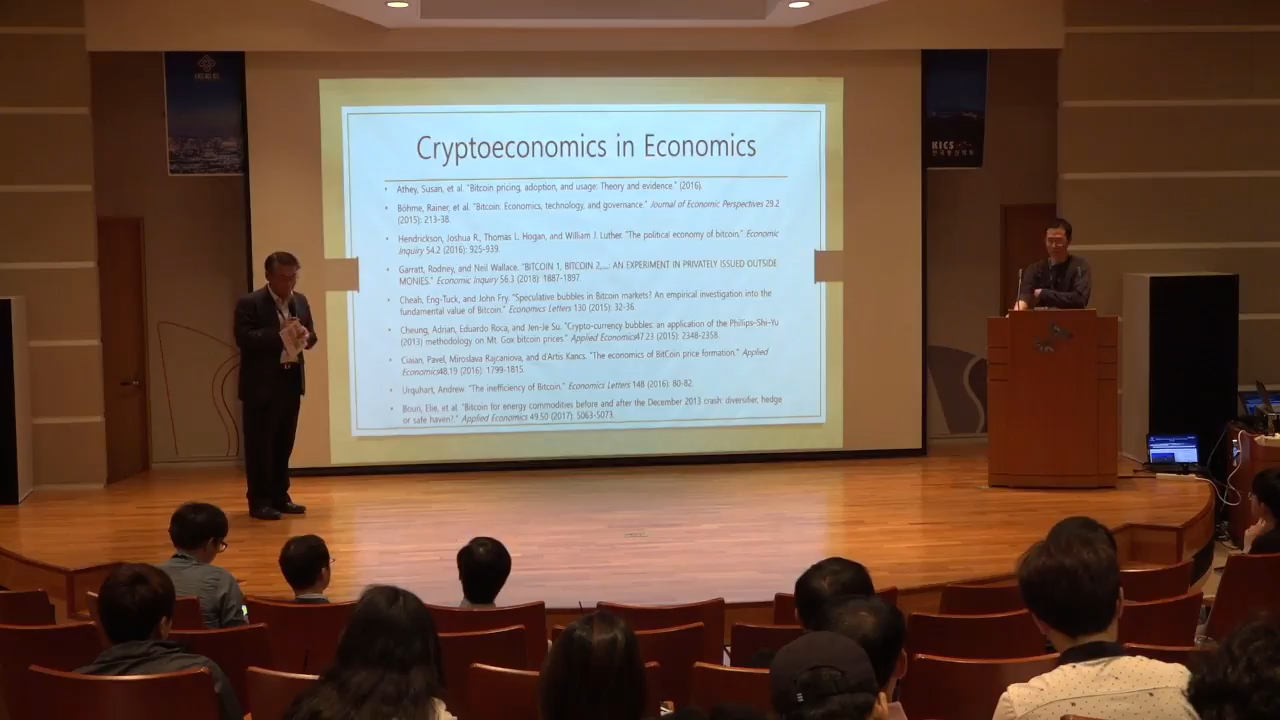 Cryptoeconomics in Economics
• Athey, Susan, et al. "Bitcoin pricing, adoption, and usage: Theory and evidence." (2016).
• Böhme, Rainer, et al. "Bitcoin: Economics, technology, and governance." Journal of Economic Perspectives 29.2
(2015): 213-38.
• Hendrickson, Joshua R., Thomas L. Hogan, and William J. Luther. "The political economy of bitcoin." Economic
Inquiry 54.2 (2016): 925-939.
• Garratt, Rodney, and Neil Wallace. "BITCOIN 1, BITCOIN 2,....: AN EXPERIMENT IN PRIVATELY ISSUED OUTSIDE
MONIES." Economic Inquiry 56.3 (2018): 1887-1897.
• Cheah, Eng-Tuck, and John Fry. "Speculative bubbles in Bitcoin markets? An empirical investigation into the
fundamental value of Bitcoin." Economics Letters 130 (2015): 32-36.
• Cheung, Adrian, Eduardo Roca, and Jen-Je Su. "Crypto-currency bubbles: an application of the Phillips–Shi–Yu
(2013) methodology on Mt. Gox bitcoin prices." Applied Economics47.23 (2015): 2348-2358.
• Ciaian, Pavel, Miroslava Rajcaniova, and d'Artis Kancs. "The economics of BitCoin price formation." Applied
Economics48.19 (2016): 1799-1815.
• Urquhart, Andrew. "The inefficiency of Bitcoin." Economics Letters 148 (2016): 80-82.
• Bouri, Elie, et al. "Bitcoin for energy commodities before and after the December 2013 crash: diversifier, hedge
or safe haven?." Applied Economics 49.50 (2017): 5063-5073.
KICS
한국통신학회